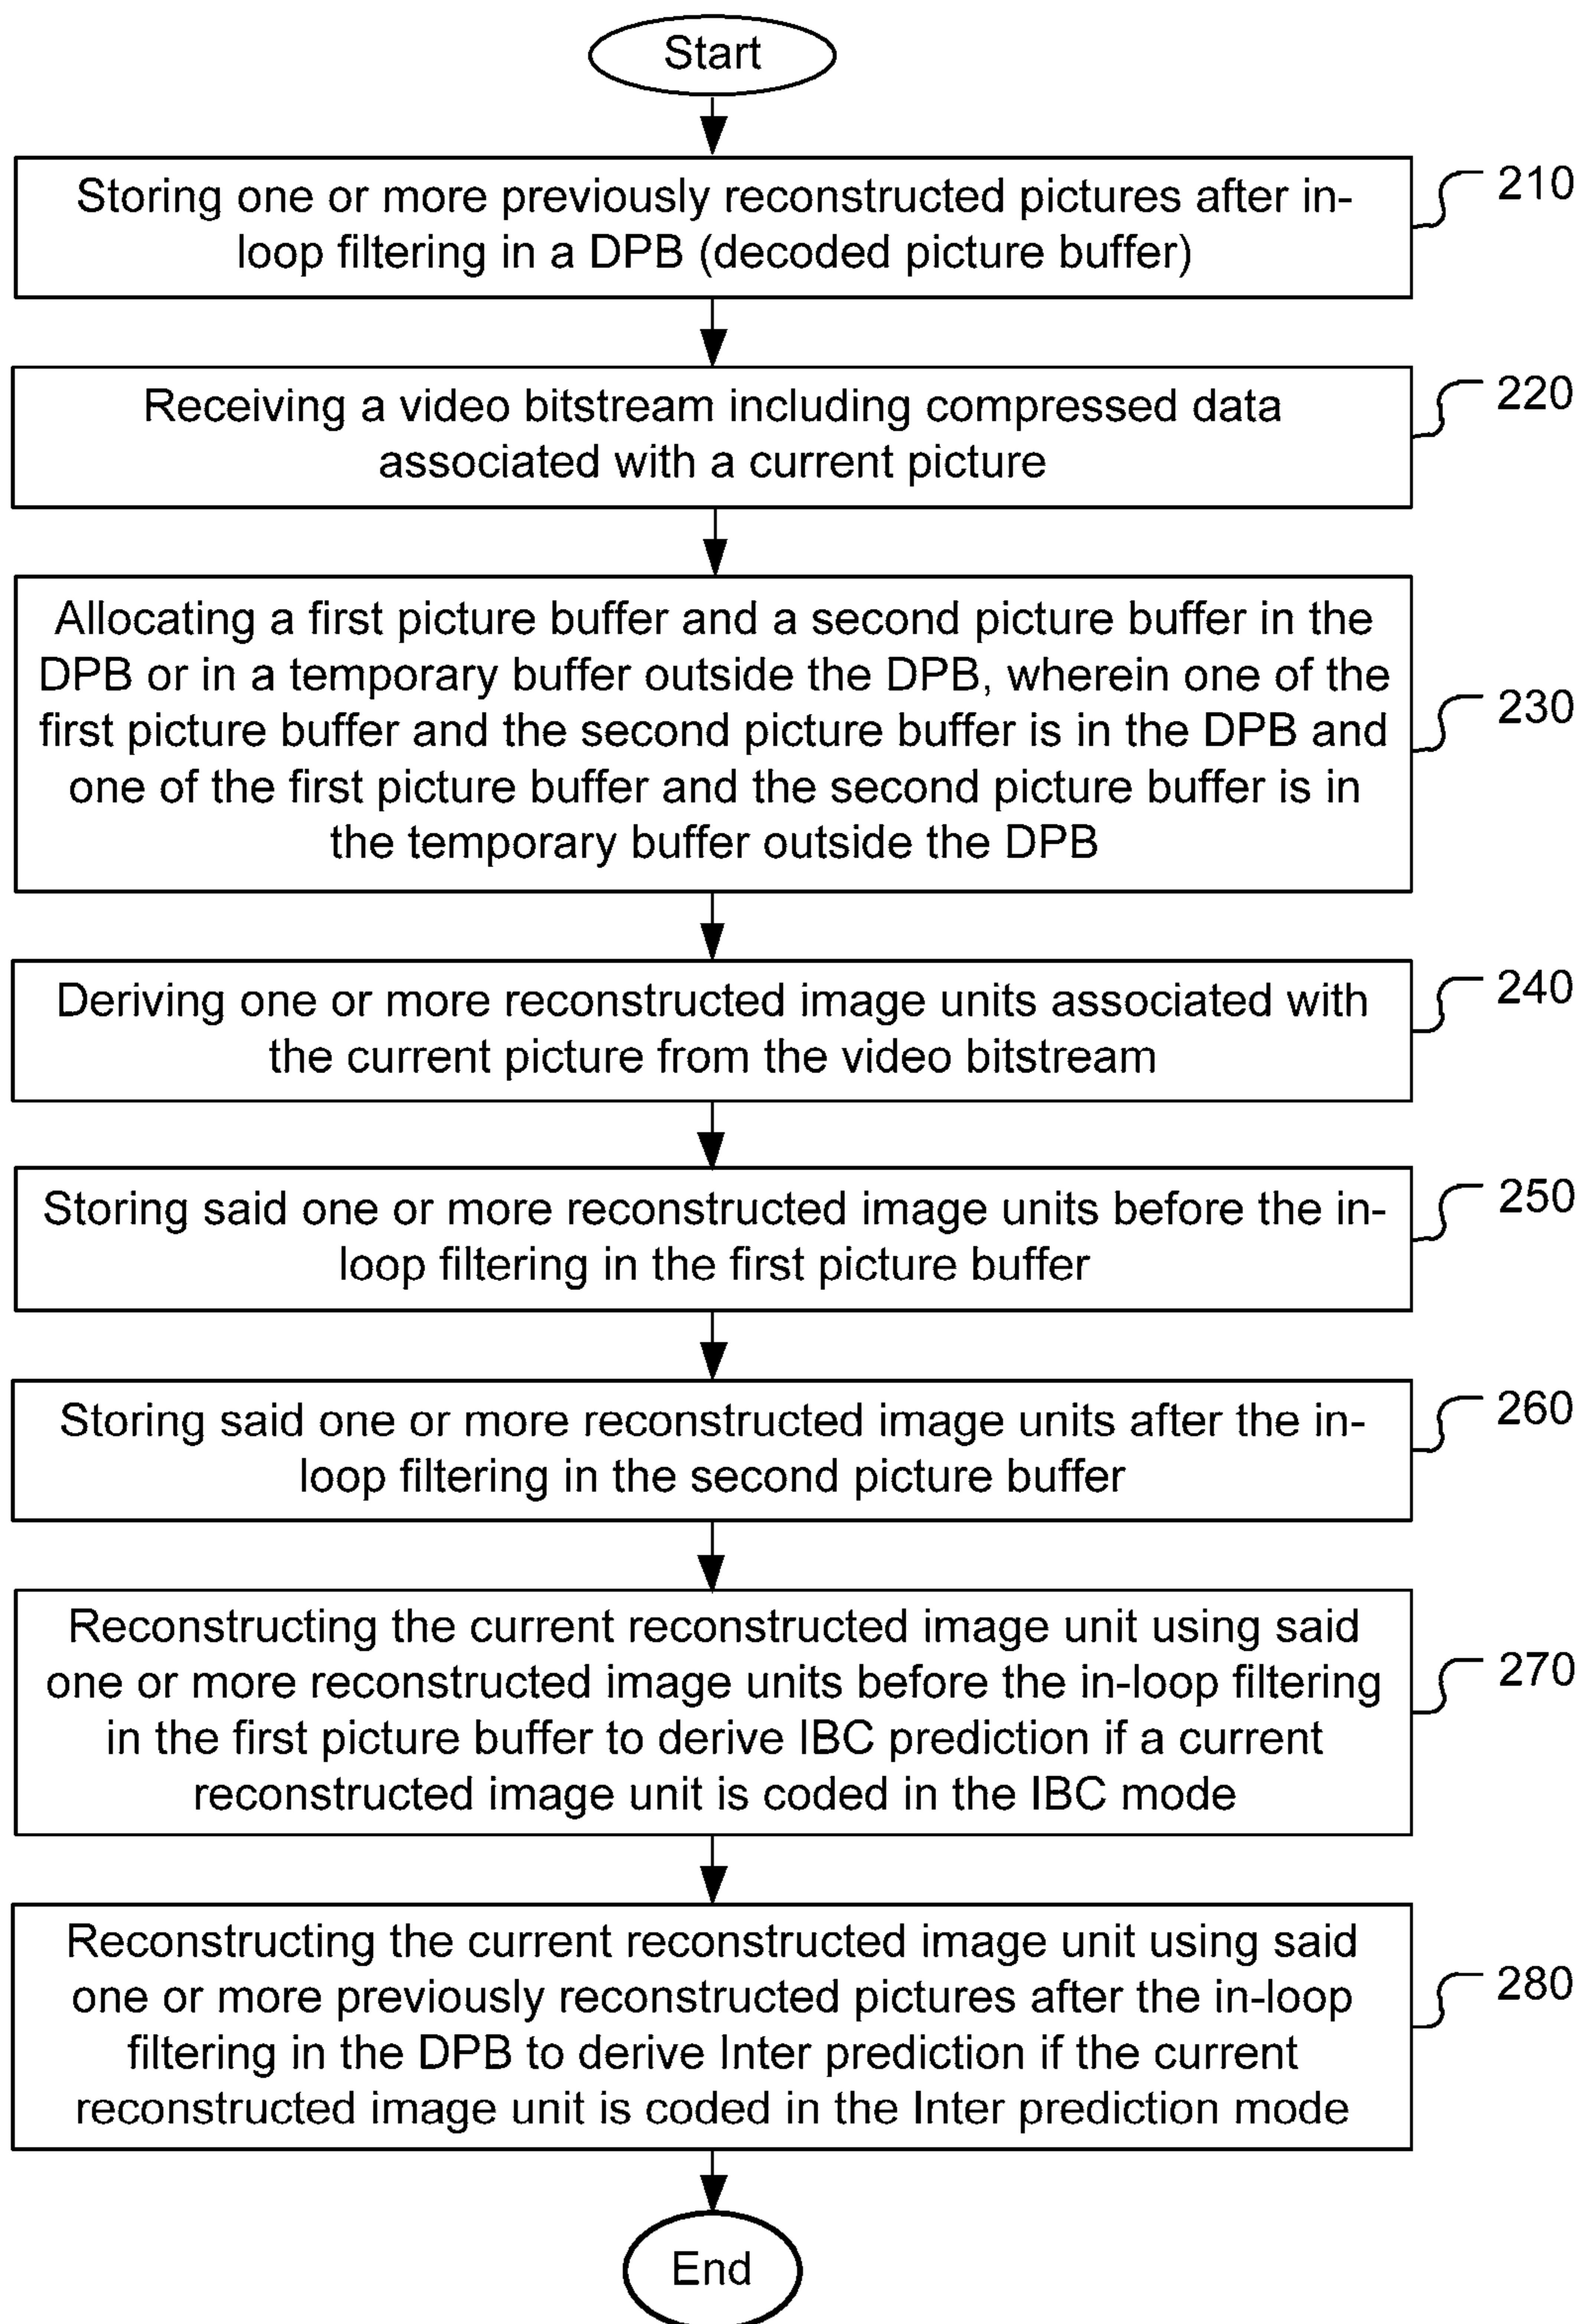 Start
Storing one or more previously reconstructed pictures after in-
loop filtering in a DPB (decoded picture buffer)
210
Receiving a video bitstream including compressed data
associated with a current picture
220
Allocating a first picture buffer and a second picture buffer in the
DPB or in a temporary buffer outside the DPB, wherein one of the
first picture buffer and the second picture buffer is in the DPB and
one of the first picture buffer and the second picture buffer is in
the temporary buffer outside the DPB
230
Deriving one or more reconstructed image units associated with
the current picture from the video bitstream
240
Storing said one or more reconstructed image units before the in-
loop filtering in the first picture buffer
250
Storing said one or more reconstructed image units after the in-
loop filtering in the second picture buffer
260
Reconstructing the current reconstructed image unit using said
one or more reconstructed image units before the in-loop filtering
in the first picture buffer to derive IBC prediction if a current
reconstructed image unit is coded in the IBC mode
270
Reconstructing the current reconstructed image unit using said
one or more previously reconstructed pictures after the in-loop
filtering in the DPB to derive Inter prediction if the current
reconstructed image unit is coded in the Inter prediction mode
280
End